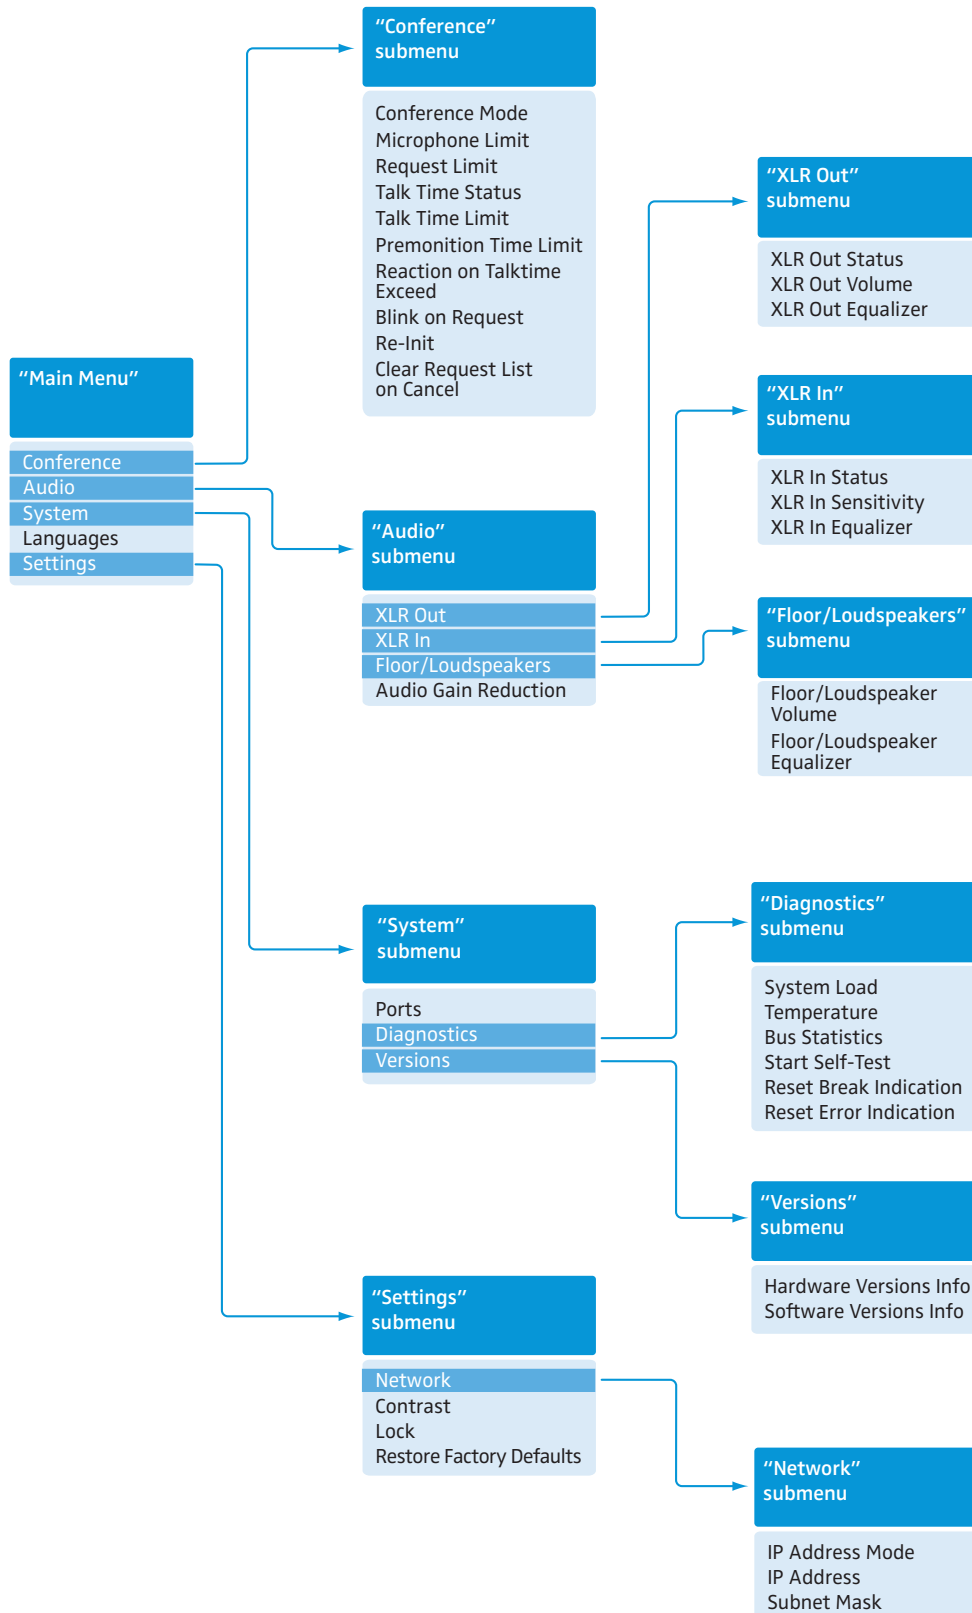 “Main Menu”
Conference
Audio
System
Languages
Settings
“Conference”
submenu
Conference Mode
Microphone Limit
Request Limit
Talk Time Status
Talk Time Limit
Premonition Time Limit
Reaction on Talktime
Exceed
Blink on Request
Re-Init
Clear Request List
on Cancel
“Audio”
submenu
XLR Out
XLR In
Floor/Loudspeakers
Audio Gain Reduction
“XLR Out”
submenu
XLR Out Status
XLR Out Volume
XLR Out Equalizer
“XLR In”
submenu
XLR In Status
XLR In Sensitivity
XLR In Equalizer
“Floor/Loudspeakers”
submenu
Floor/Loudspeaker
Volume
Floor/Loudspeaker
Equalizer
“System”
submenu
Ports
Diagnostics
Versions
“Diagnostics”
submenu
System Load
Temperature
Bus Statistics
Start Self-Test
Reset Break Indication
Reset Error Indication
“Versions”
submenu
Hardware Versions Info
Software Versions Info
“Settings”
submenu
Network
Contrast
Lock
Restore Factory Defaults
“Network”
submenu
IP Address Mode
IP Address
Subnet Mask